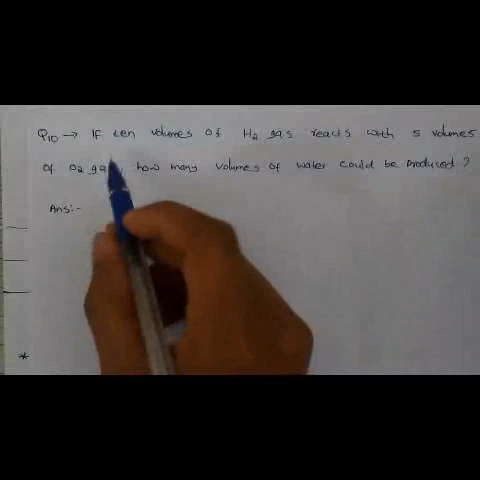 Q10 → If ten volumes of H2 gas reacts with 5 volumes
of O2 gas, how many volumes of water could be produced?
Ans:-
*